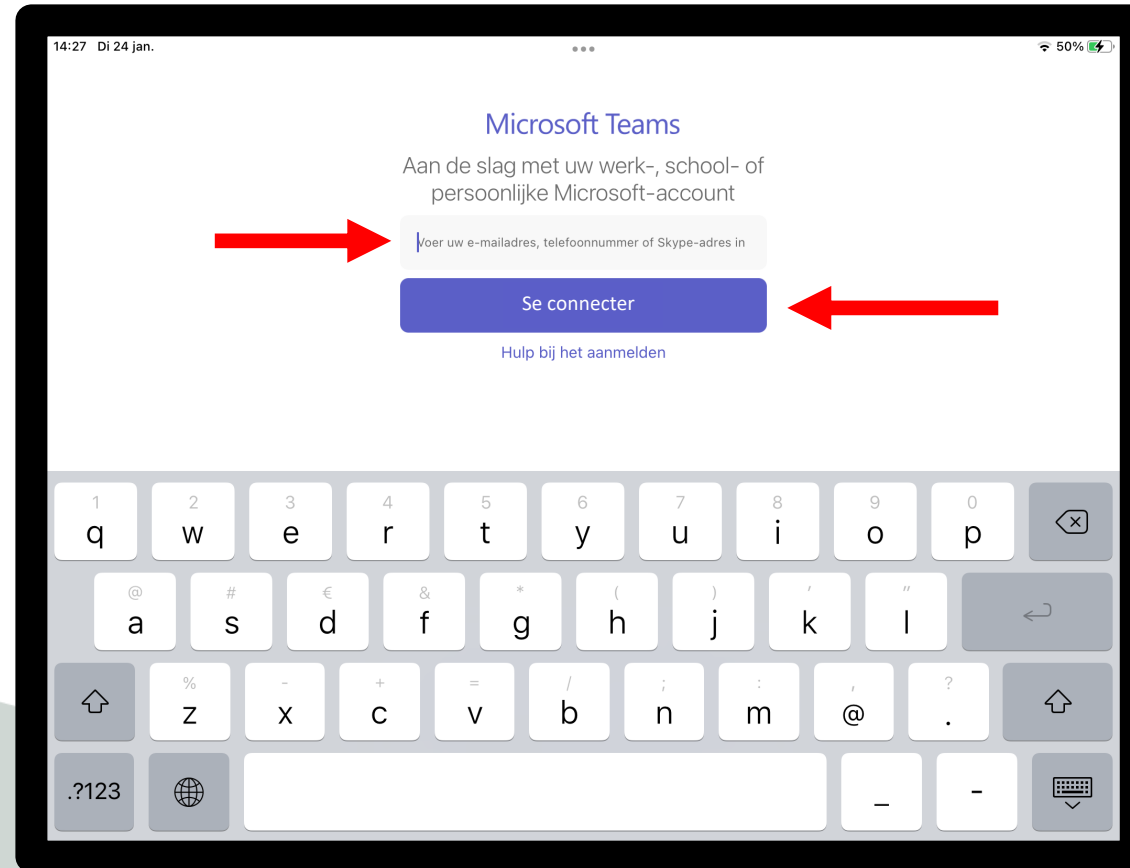 14:27 Di 24 jan.
50%
Microsoft Teams
Aan de slag met uw werk-, school- of
persoonlijke Microsoft-account
Voer uw e-mailadres, telefoonnummer of Skype-adres in
Se connecter
Hulp bij het aanmelden
1 2 3 4 5 6 7 8 9 0
q w e r t y u i o p
@ # € & * ( ) ' "
a s d f g h j k l
% - + = / ; : , ?
z x c v b n m @ .
.?123 _ -